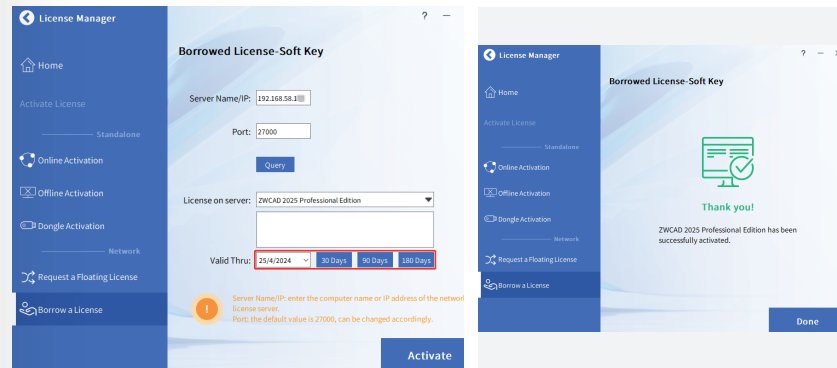 License Manager
? –
Borrowed License-Soft Key
Home
Server Name/IP: 192.168.58.1
Activate License
Port: 27000
Standalone
Online Activation
Query
Offline Activation
License on server: ZWCAD 2025 Professional Edition
Dongle Activation
Network
Valid Thru: 25/4/2024 30 Days 90 Days 180 Days
Request a Floating License
Borrow a License
! Server Name/IP: enter the computer name or IP address of the networ
license server.
Port: the default value is 27000, can be changed accordingly.
Activate
License Manager
? –
Borrowed License-Soft Key
Home
Activate License
Standalone
Online Activation
Offline Activation
Dongle Activation
Network
Request a Floating License
Borrow a License
Thank you!
ZWCAD 2025 Professional Edition has been
successfully activated.
Done